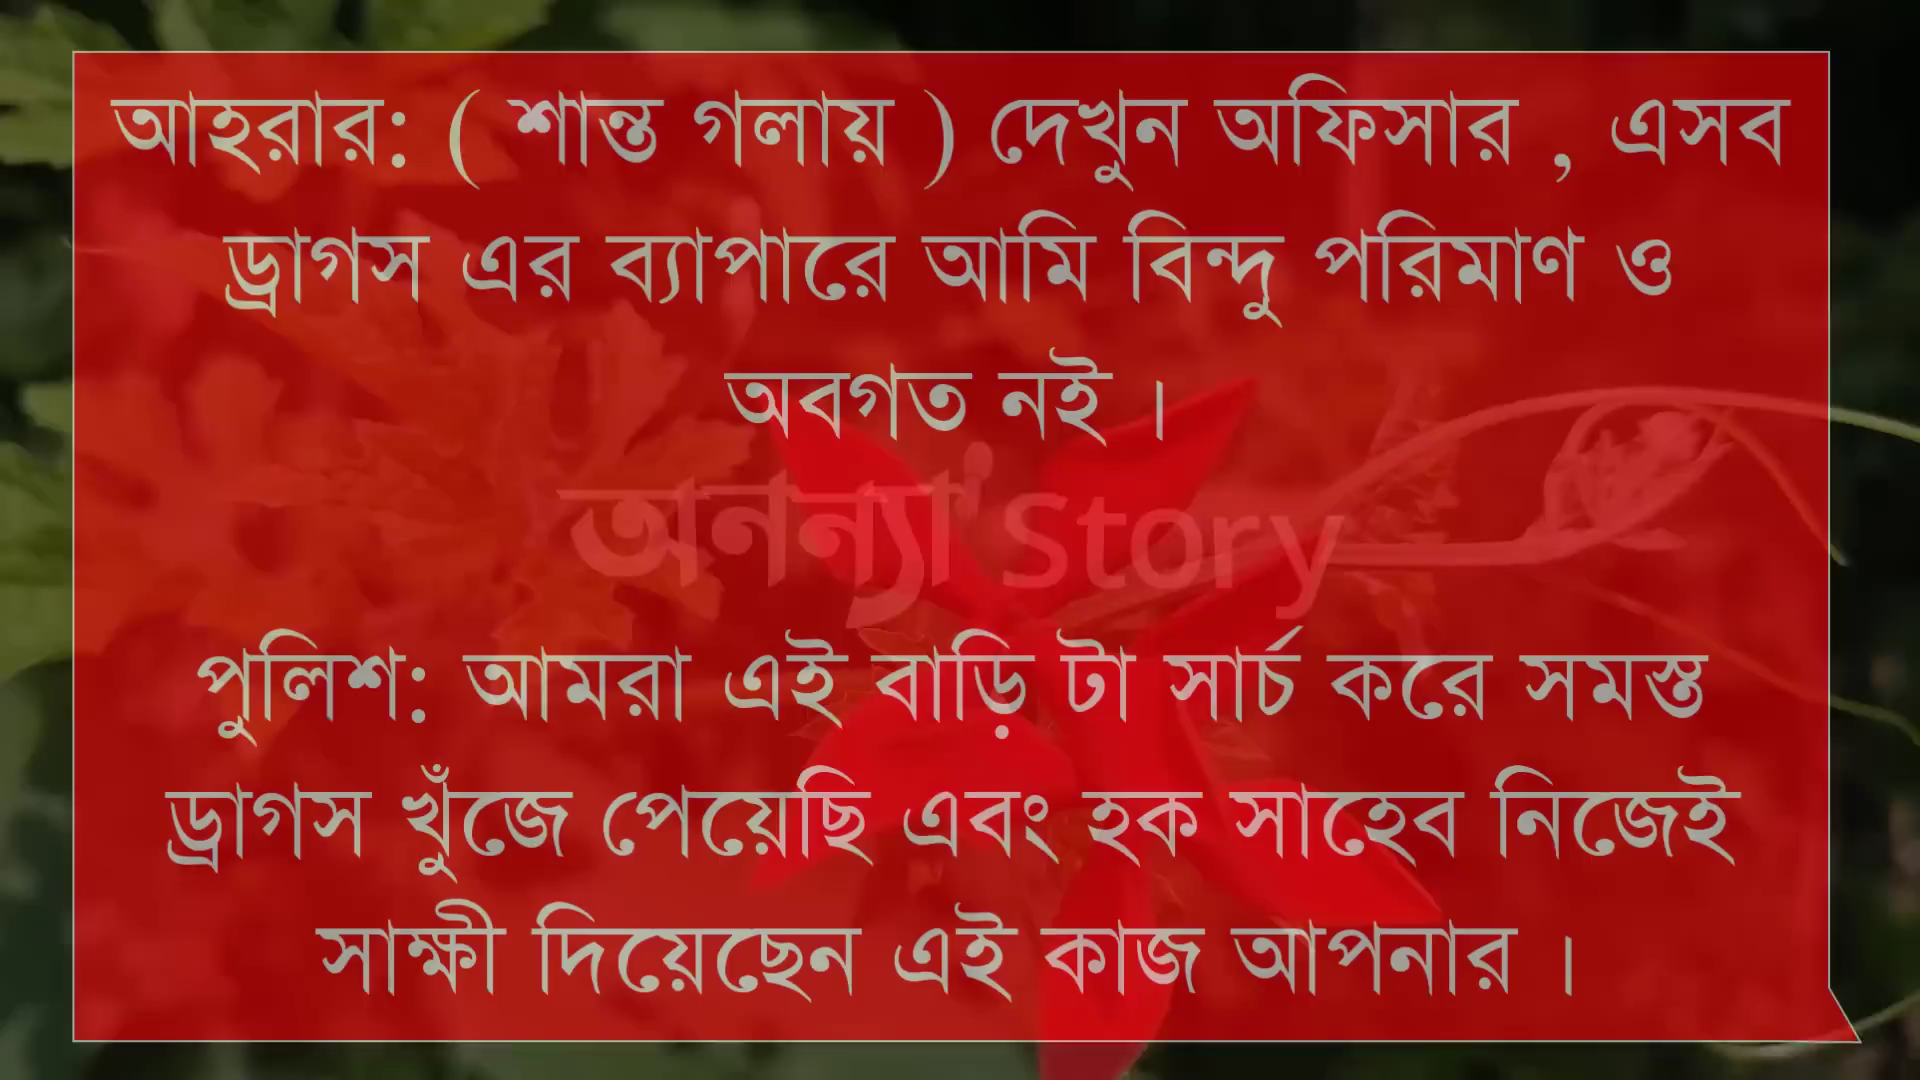 আহরার: ( শান্ত গলায় ) দেখুন অফিসার , এসব
ড্রাগস এর ব্যাপারে আমি বিন্দু পরিমাণ ও
অবগত নই ।
অনন্যা Story
পুলিশ: আমরা এই বাড়ি টা সার্চ করে সমস্ত
ড্রাগস খুঁজে পেয়েছি এবং হক সাহেব নিজেই
সাক্ষী দিয়েছেন এই কাজ আপনার ।